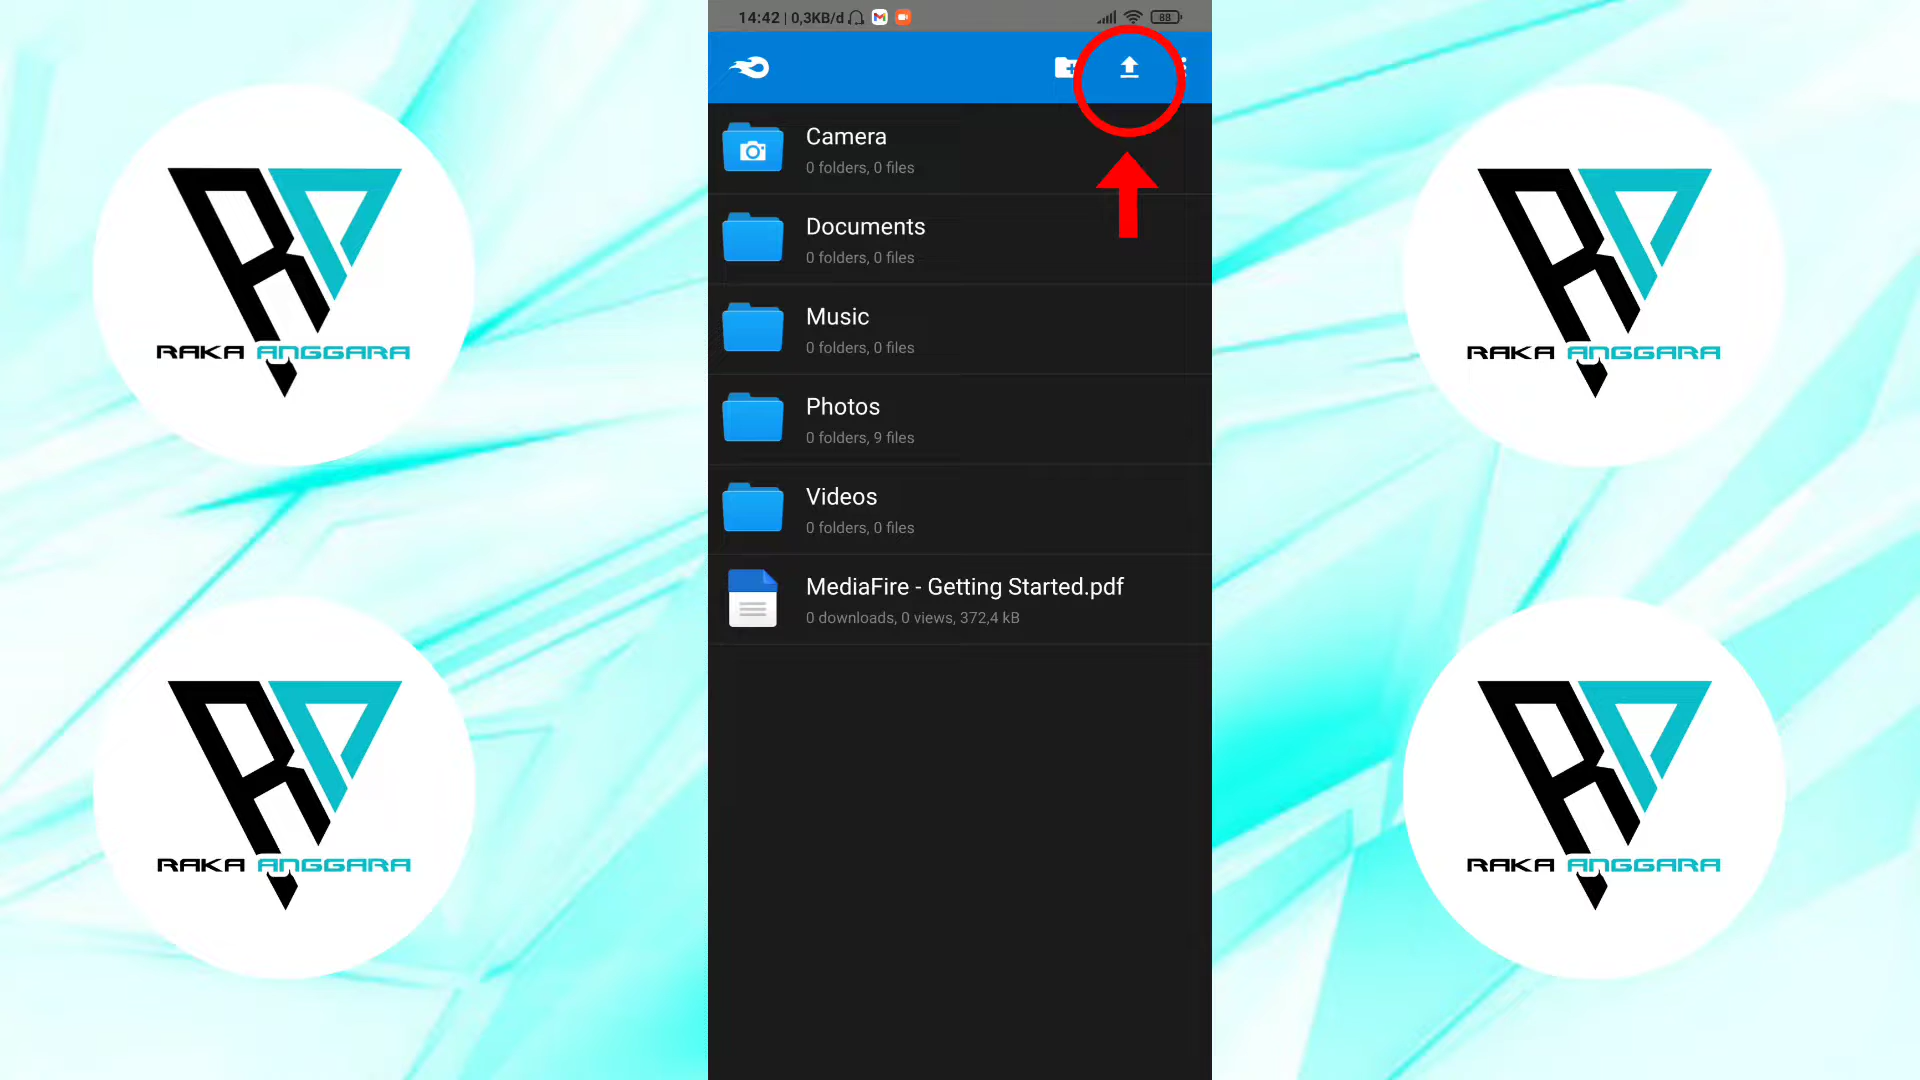 14:42 | 0,3KB/d
88
Camera
0 folders, 0 files
Documents
0 folders, 0 files
Music
0 folders, 0 files
Photos
0 folders, 9 files
Videos
0 folders, 0 files
MediaFire - Getting Started.pdf
0 downloads, 0 views, 372,4 kB
RAKA ANGGARA
RAKA ANGGARA
RAKA ANGGARA
RAKA ANGGARA